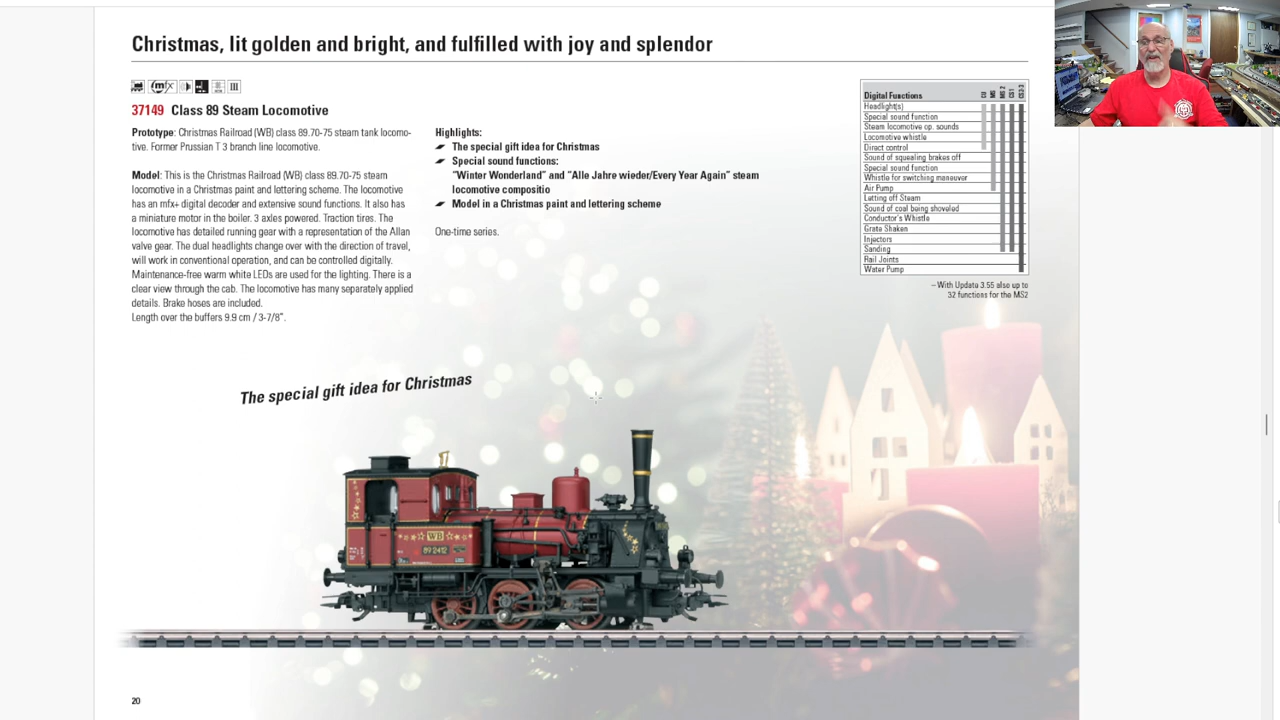 Christmas, lit golden and bright, and fulfilled with joy and splendor
mfx
III
37149 Class 89 Steam Locomotive
Prototype: Christmas Railroad (WB) class 89.70-75 steam tank locomo-
tive. Former Prussian T 3 branch line locomotive.
Model: This is the Christmas Railroad (WB) class 89.70-75 steam
locomotive in a Christmas paint and lettering scheme. The locomotive
has an mfx+ digital decoder and extensive sound functions. It also has
a miniature motor in the boiler. 3 axles powered. Traction tires. The
locomotive has detailed running gear with a representation of the Allan
valve gear. The dual headlights change over with the direction of travel,
will work in conventional operation, and can be controlled digitally.
Maintenance-free warm white LEDs are used for the lighting. There is a
clear view through the cab. The locomotive has many separately applied
details. Brake hoses are included.
Length over the buffers 9.9 cm / 3-7/8".
Highlights:
The special gift idea for Christmas
Special sound functions:
"Winter Wonderland" and "Alle Jahre wieder/Every Year Again" steam
locomotive compositio
Model in a Christmas paint and lettering scheme
One-time series.
Digital Functions CU MS MS 2 CS1 CS2-3
Headlight(s)
Special sound function
Steam locomotive op. sounds
Locomotive whistle
Direct control
Sound of squealing brakes off
Special sound function
Whistle for switching maneuver
Air Pump
Letting off Steam
Sound of coal being shoveled
Conductor's Whistle
Grate Shaken
Injectors
Sanding
Rail Joints
Water Pump
– With Update 3.55 also up to
32 functions for the MS2
The special gift idea for Christmas
WB
89 2412
20